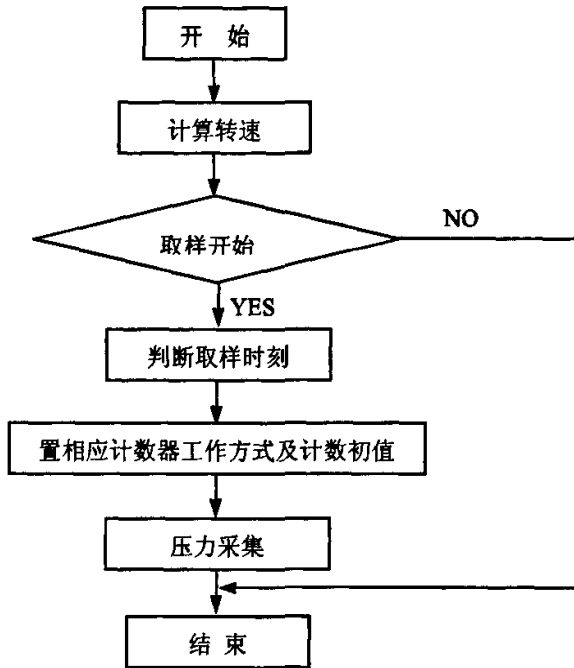 开 始
计算转速
取样开始
NO
YES
判断取样时刻
置相应计数器工作方式及计数初值
压力采集
结 束